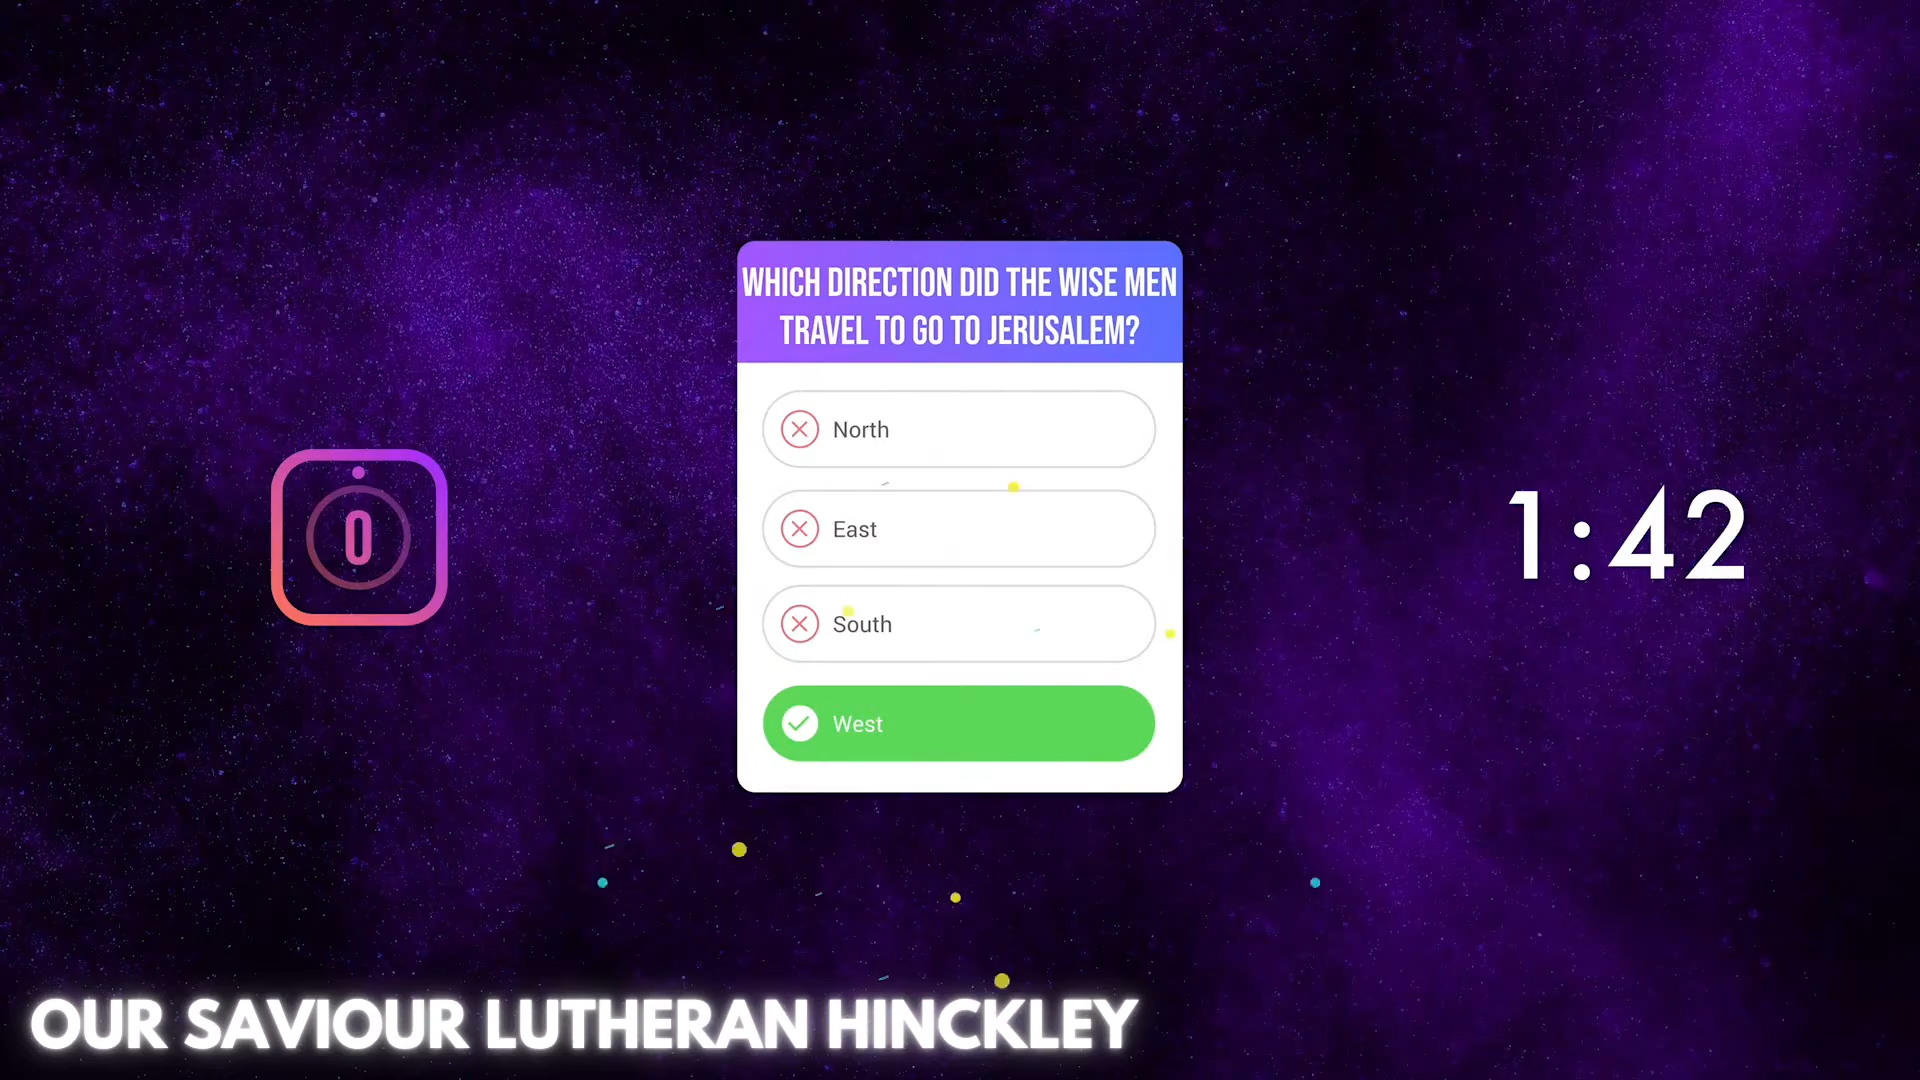 WHICH DIRECTION DID THE WISE MEN
TRAVEL TO GO TO JERUSALEM?
North
East
South
West
0
1:42
OUR SAVIOUR LUTHERAN HINCKLEY